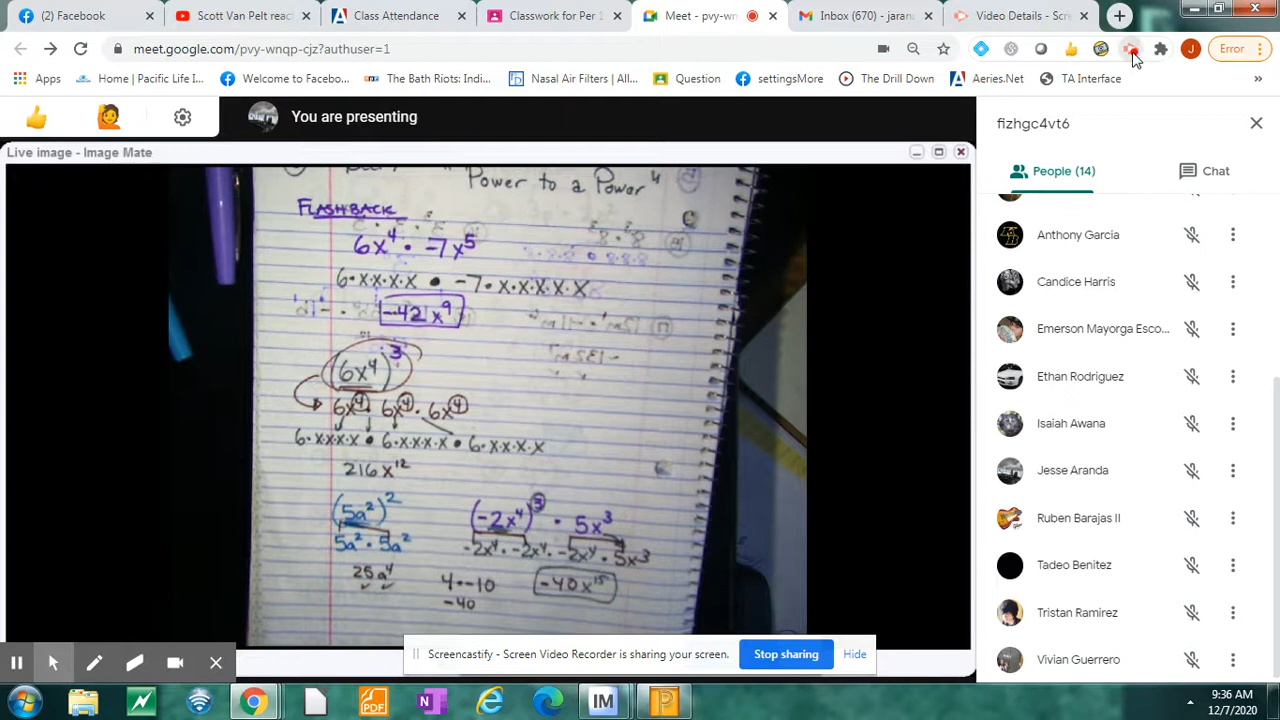 (2) Facebook
Scott Van Pelt react
Class Attendance
Classwork for Per 1
Meet - pvy-wnqp
Inbox (670) - jaran
Video Details - Scre
meet.google.com/pvy-wnqp-cjz?authuser=1
J
Error
Apps
Home | Pacific Life...
Welcome to Facebo...
The Bath Riots: Indi...
Nasal Air Filters | All...
Question
settingsMore
The Drill Down
Aeries.Net
TA Interface
»
You are presenting
fizhgc4vt6
Live image - Image Mate
People (14)
Chat
Power to a Power
FLASHBACK
6x⁴ · -7x⁵
6·x·x·x·x • -7·x·x·x·x·x
-42x⁹
(6x⁴)³
6x⁴ · 6x⁴ · 6x⁴
6·x·x·x·x • 6·x·x·x·x • 6·x·x·x·x
216x¹²
(5a²)²
5a² · 5a²
25a⁴
(-2x⁴)³ · 5x³
-2x⁴ · -2x⁴ · -2x⁴ · 5x³
4·-10
-40
-40x¹⁵
Anthony Garcia
Candice Harris
Emerson Mayorga Esco...
Ethan Rodriguez
Isaiah Awana
Jesse Aranda
Ruben Barajas II
Tadeo Benitez
Tristan Ramirez
Vivian Guerrero
Screencastify - Screen Video Recorder is sharing your screen.
Stop sharing
Hide
IM
PDF
N
P
9:36 AM
12/7/2020